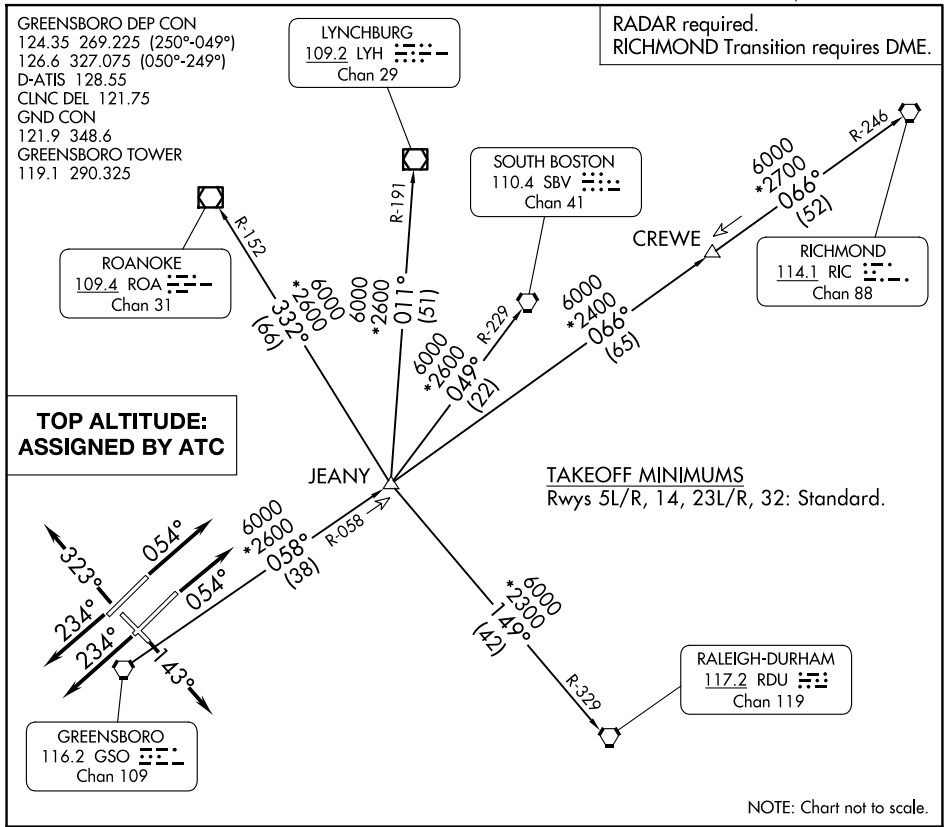 GREENSBORO DEP CON
124.35 269.225 (250°-049°)
126.6 327.075 (050°-249°)
D-ATIS 128.55
CLNC DEL 121.75
GND CON
121.9 348.6
GREENSBORO TOWER
119.1 290.325
LYNCHBURG
109.2 LYH
Chan 29
RADAR required.
RICHMOND Transition requires DME.
SOUTH BOSTON
110.4 SBV
Chan 41
ROANOKE
109.4 ROA
Chan 31
RICHMOND
114.1 RIC
Chan 88
CREWE
R-246
6000
*2700
066°
(52)
R-152
6000
*2600
332°
(66)
R-191
6000
*2600
011°
(51)
R-229
6000
*2600
049°
(22)
6000
*2400
066°
(65)
TOP ALTITUDE:
ASSIGNED BY ATC
JEANY
TAKEOFF MINIMUMS
Rwys 5L/R, 14, 23L/R, 32: Standard.
R-058
6000
*2600
058°
(38)
323°
054°
054°
234°
234°
143°
6000
*2300
149°
(42)
R-329
RALEIGH-DURHAM
117.2 RDU
Chan 119
GREENSBORO
116.2 GSO
Chan 109
NOTE: Chart not to scale.